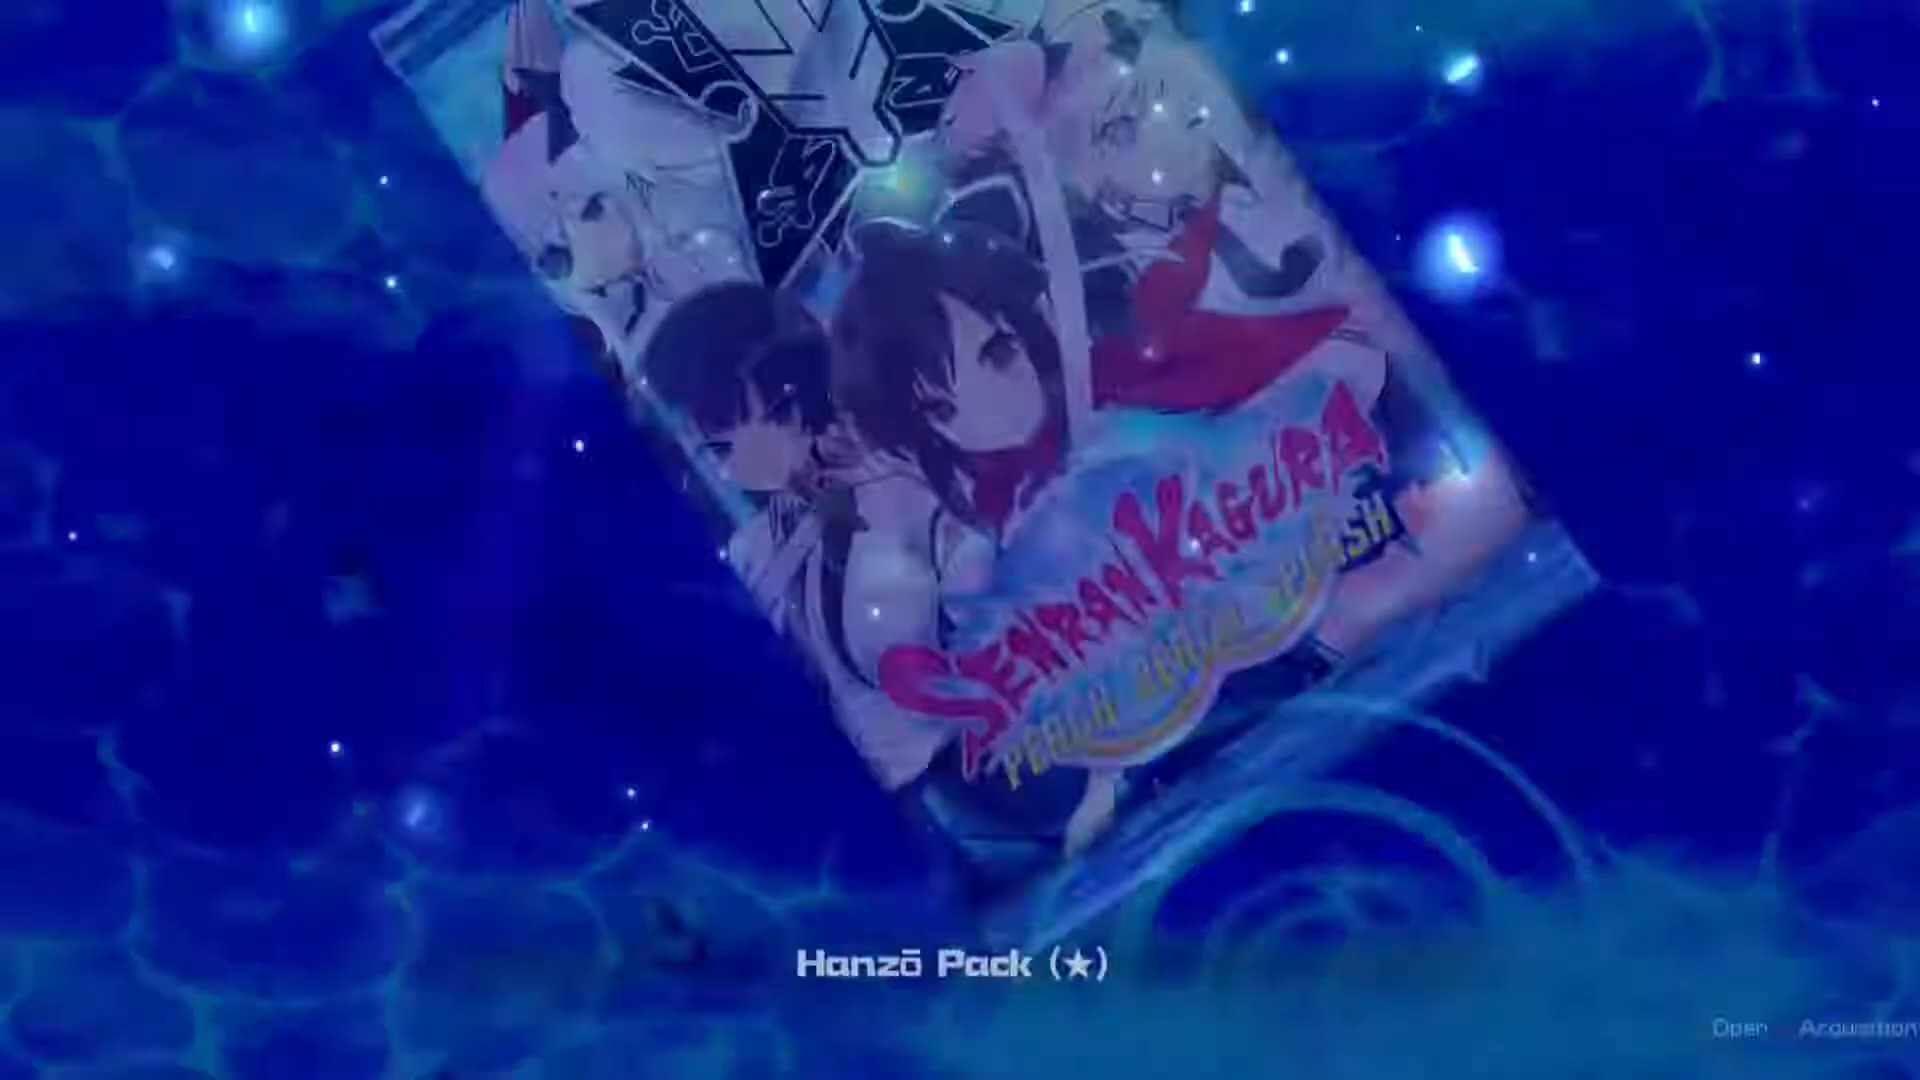 SENRAN KAGURA
PEACH BEACH SPLASH
Hanzō Pack (★)
Open Acquisition